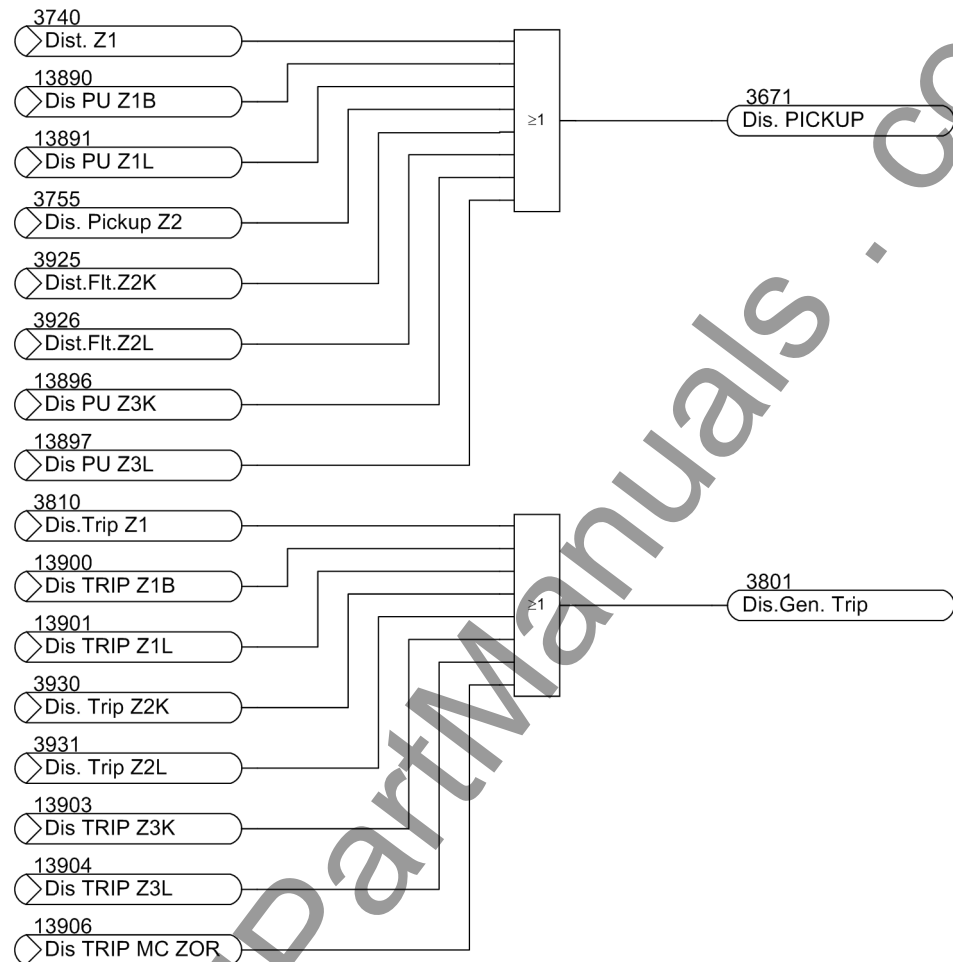 3740
Dist. Z1
13890
Dis PU Z1B
13891
Dis PU Z1L
3755
Dis. Pickup Z2
3925
Dist.Flt.Z2K
3926
Dist.Flt.Z2L
13896
Dis PU Z3K
13897
Dis PU Z3L
≥1
3671
Dis. PICKUP
3810
Dis.Trip Z1
13900
Dis TRIP Z1B
13901
Dis TRIP Z1L
3930
Dis. Trip Z2K
3931
Dis. Trip Z2L
13903
Dis TRIP Z3K
13904
Dis TRIP Z3L
13906
Dis TRIP MC ZOR
≥1
3801
Dis.Gen. Trip
PartManuals . co